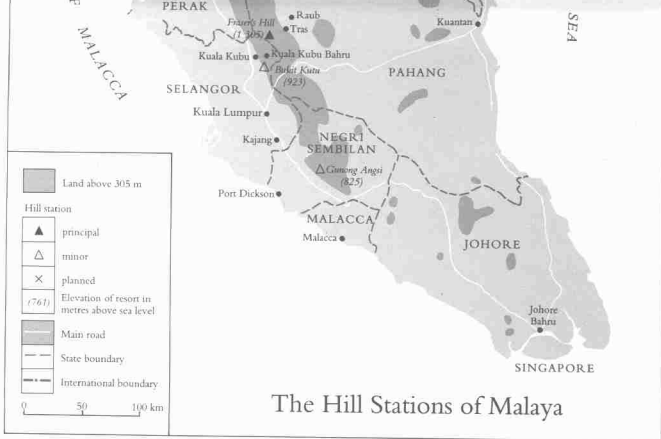 PERAK
Fraser's Hill
(1 305)
Raub
Tras
Kuantan
SEA
MALACCA
Kuala Kubu
Kuala Kubu Bahru
Bukit Kutu
(923)
PAHANG
SELANGOR
Kuala Lumpur
Kajang
NEGRI
SEMBILAN
Gunong Angsi
(825)
Port Dickson
MALACCA
Malacca
JOHORE
Johore
Bahru
SINGAPORE
Land above 305 m
Hill station
principal
minor
planned
(761) Elevation of resort in
metres above sea level
Main road
State boundary
International boundary
0 50 100 km
The Hill Stations of Malaya